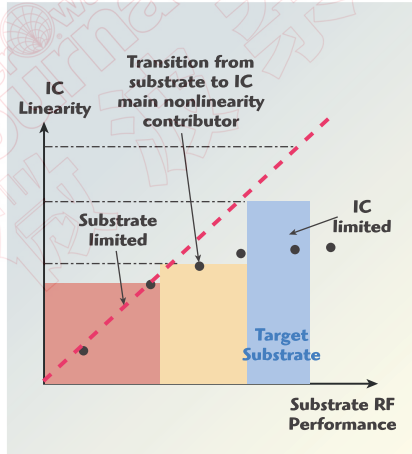 Transition from
substrate to IC
main nonlinearity
contributor
IC
Linearity
Substrate
limited
IC
limited
Target
Substrate
Substrate RF
Performance